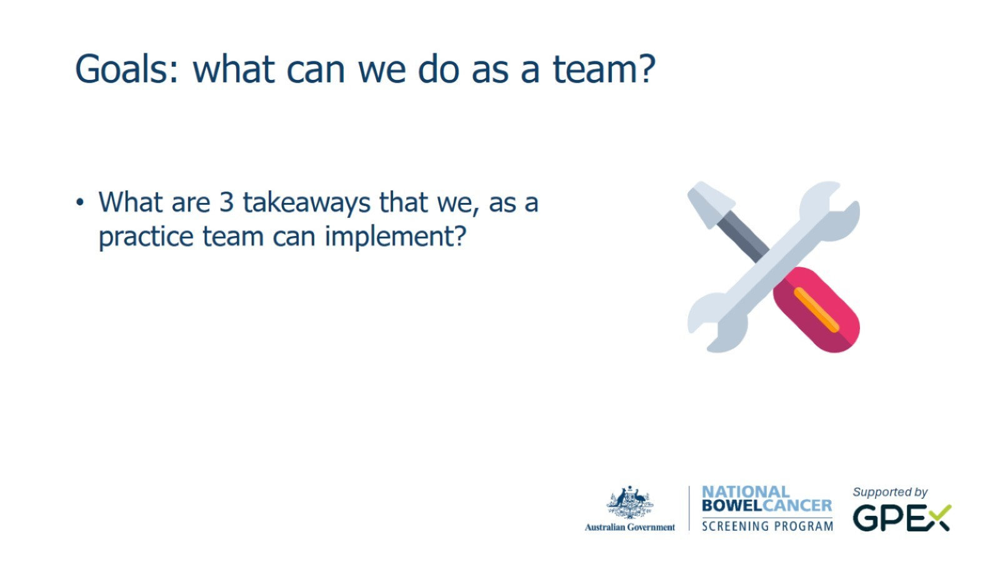 Goals: what can we do as a team?
• What are 3 takeaways that we, as a
practice team can implement?
Australian Government
NATIONAL
BOWELCANCER
SCREENING PROGRAM
Supported by
GPEX